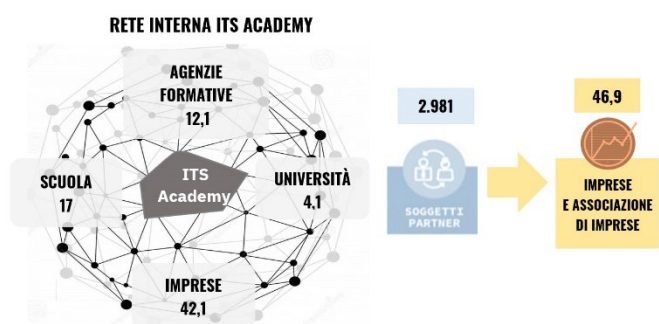 RETE INTERNA ITS ACADEMY
AGENZIE
FORMATIVE
12,1
SCUOLA
17
ITS
Academy
UNIVERSITÀ
4,1
IMPRESE
42,1
2.981
SOGGETTI
PARTNER
46,9
IMPRESE
E ASSOCIAZIONE
DI IMPRESE